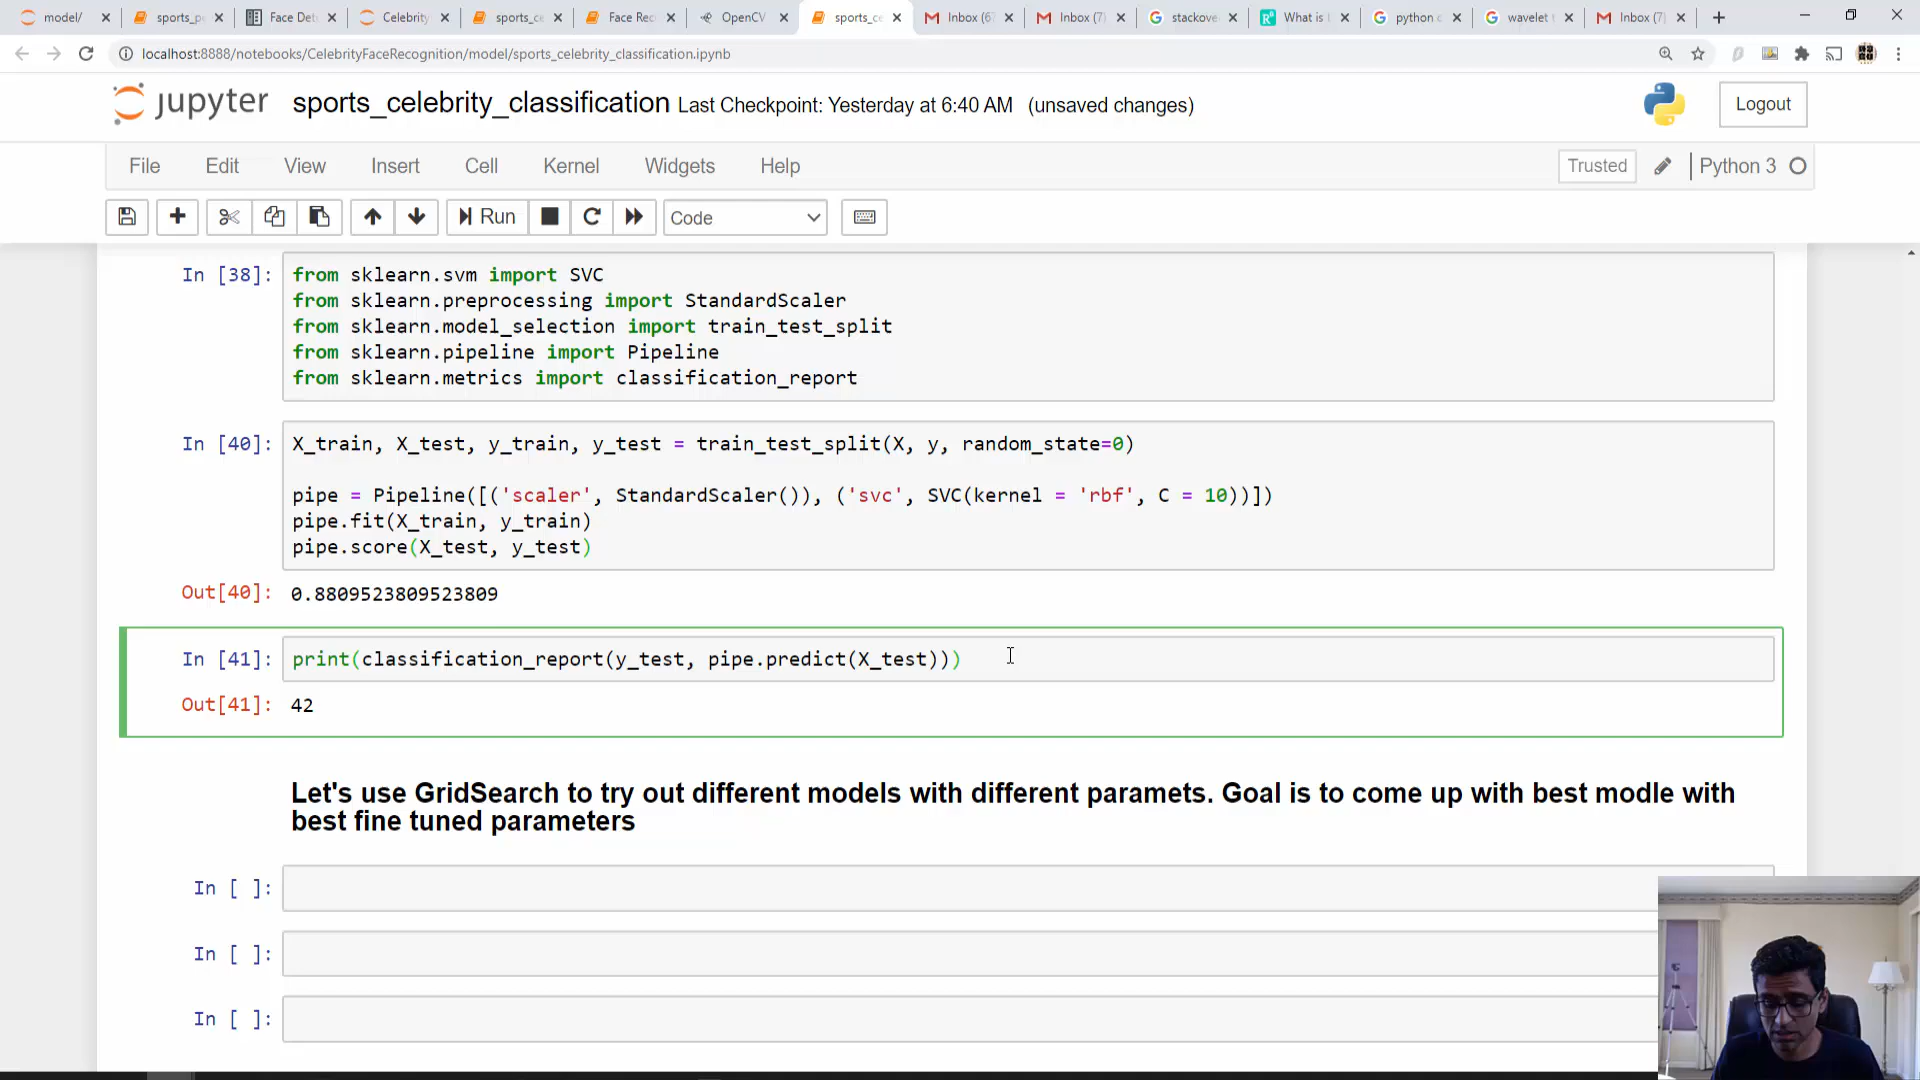 model/
sports_pe
Face Det
Celebrity
sports_ce
Face Rec
OpenCV
sports_ce
Inbox (67
Inbox (7)
stackove
What is
python c
wavelet t
Inbox (7)
localhost:8888/notebooks/CelebrityFaceRecognition/model/sports_celebrity_classification.ipynb
jupyter sports_celebrity_classification Last Checkpoint: Yesterday at 6:40 AM (unsaved changes)
Logout
File Edit View Insert Cell Kernel Widgets Help
Trusted Python 3
Run Code
In [38]: from sklearn.svm import SVC
from sklearn.preprocessing import StandardScaler
from sklearn.model_selection import train_test_split
from sklearn.pipeline import Pipeline
from sklearn.metrics import classification_report
In [40]: X_train, X_test, y_train, y_test = train_test_split(X, y, random_state=0)
pipe = Pipeline([('scaler', StandardScaler()), ('svc', SVC(kernel = 'rbf', C = 10))])
pipe.fit(X_train, y_train)
pipe.score(X_test, y_test)
Out[40]: 0.8809523809523809
In [41]: print(classification_report(y_test, pipe.predict(X_test)))
Out[41]: 42
Let's use GridSearch to try out different models with different paramets. Goal is to come up with best modle with
best fine tuned parameters
In [ ]:
In [ ]:
In [ ]: